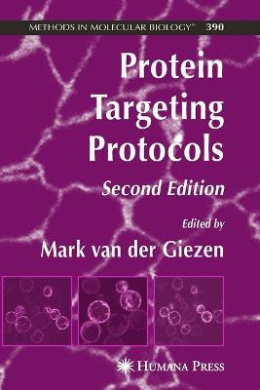 METHODS IN MOLECULAR BIOLOGY™ 390
Protein
Targeting
Protocols
Second Edition
Edited by
Mark van der Giezen
HUMANA PRESS